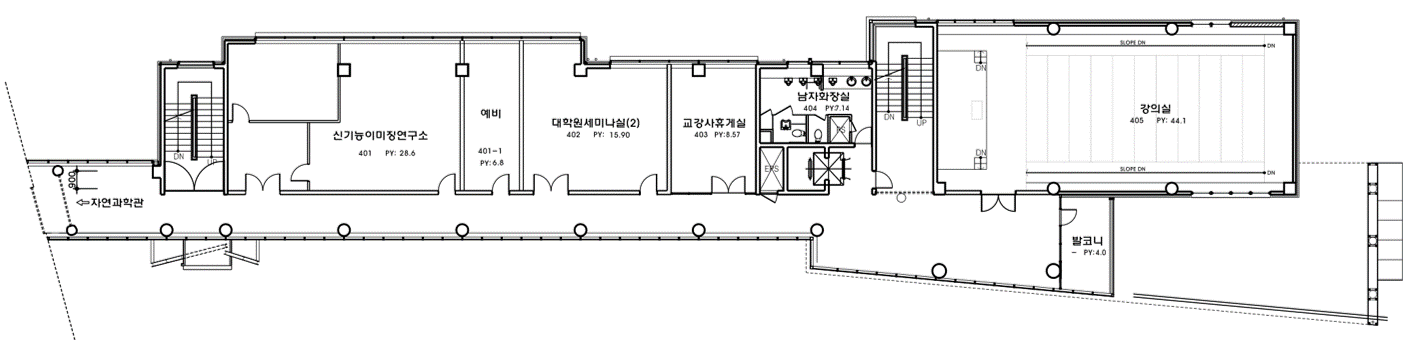 DN
UP
900
자연과학관
신기능이미징연구소
401 PY: 28.6
예비
401-1
PY:6.8
대학원세미나실(2)
402 PY: 15.90
교강사휴게실
403 PY:8.57
남자화장실
404 PY:7.14
PS
EPS
DN
UP
DN
DN
SLOPE DN
DN
강의실
405 PY: 44.1
SLOPE DN
DN
발코니
- PY:4.0